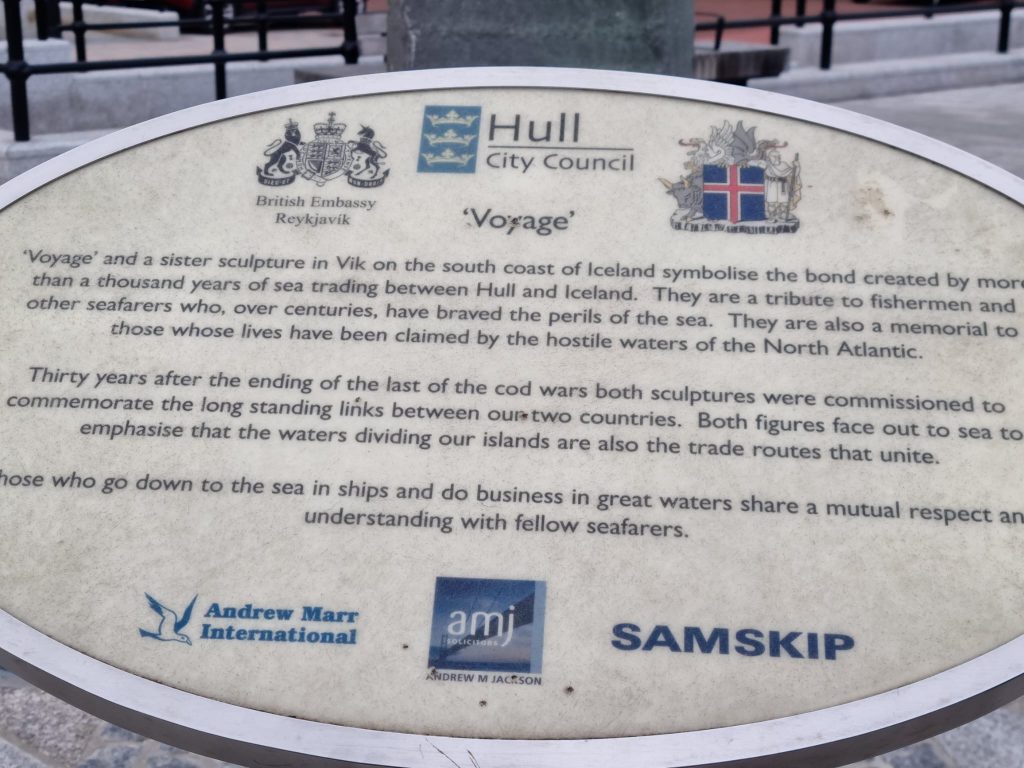 Hull
City Council
British Embassy
Reykjavík
'Voyage'
'Voyage' and a sister sculpture in Vik on the south coast of Iceland symbolise the bond created by more
than a thousand years of sea trading between Hull and Iceland. They are a tribute to fishermen and
other seafarers who, over centuries, have braved the perils of the sea. They are also a memorial to
those whose lives have been claimed by the hostile waters of the North Atlantic.
Thirty years after the ending of the last of the cod wars both sculptures were commissioned to
commemorate the long standing links between our two countries. Both figures face out to sea to
emphasise that the waters dividing our islands are also the trade routes that unite.
hose who go down to the sea in ships and do business in great waters share a mutual respect an
understanding with fellow seafarers.
Andrew Marr
International
amj
SOLICITORS
ANDREW M JACKSON
SAMSKIP